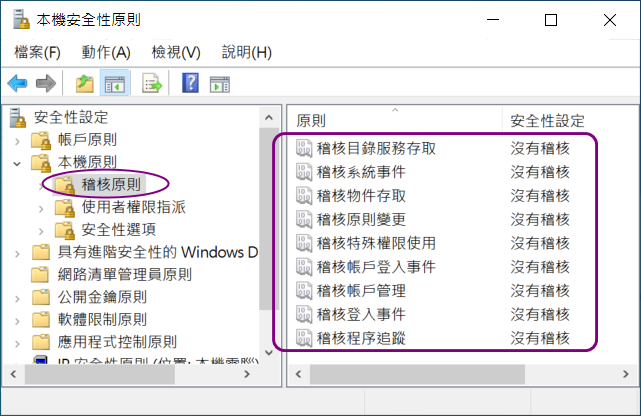 本機安全性原則
檔案(F) 動作(A) 檢視(V) 說明(H)
安全性設定
帳戶原則
本機原則
稽核原則
使用者權限指派
安全性選項
具有進階安全性的 Windows D
網路清單管理員原則
公開金鑰原則
軟體限制原則
應用程式控制原則
IP 安全性原則 (位置: 本機電腦)
原則 安全性設定
稽核目錄服務存取 沒有稽核
稽核系統事件 沒有稽核
稽核物件存取 沒有稽核
稽核原則變更 沒有稽核
稽核特殊權限使用 沒有稽核
稽核帳戶登入事件 沒有稽核
稽核帳戶管理 沒有稽核
稽核登入事件 沒有稽核
稽核程序追蹤 沒有稽核